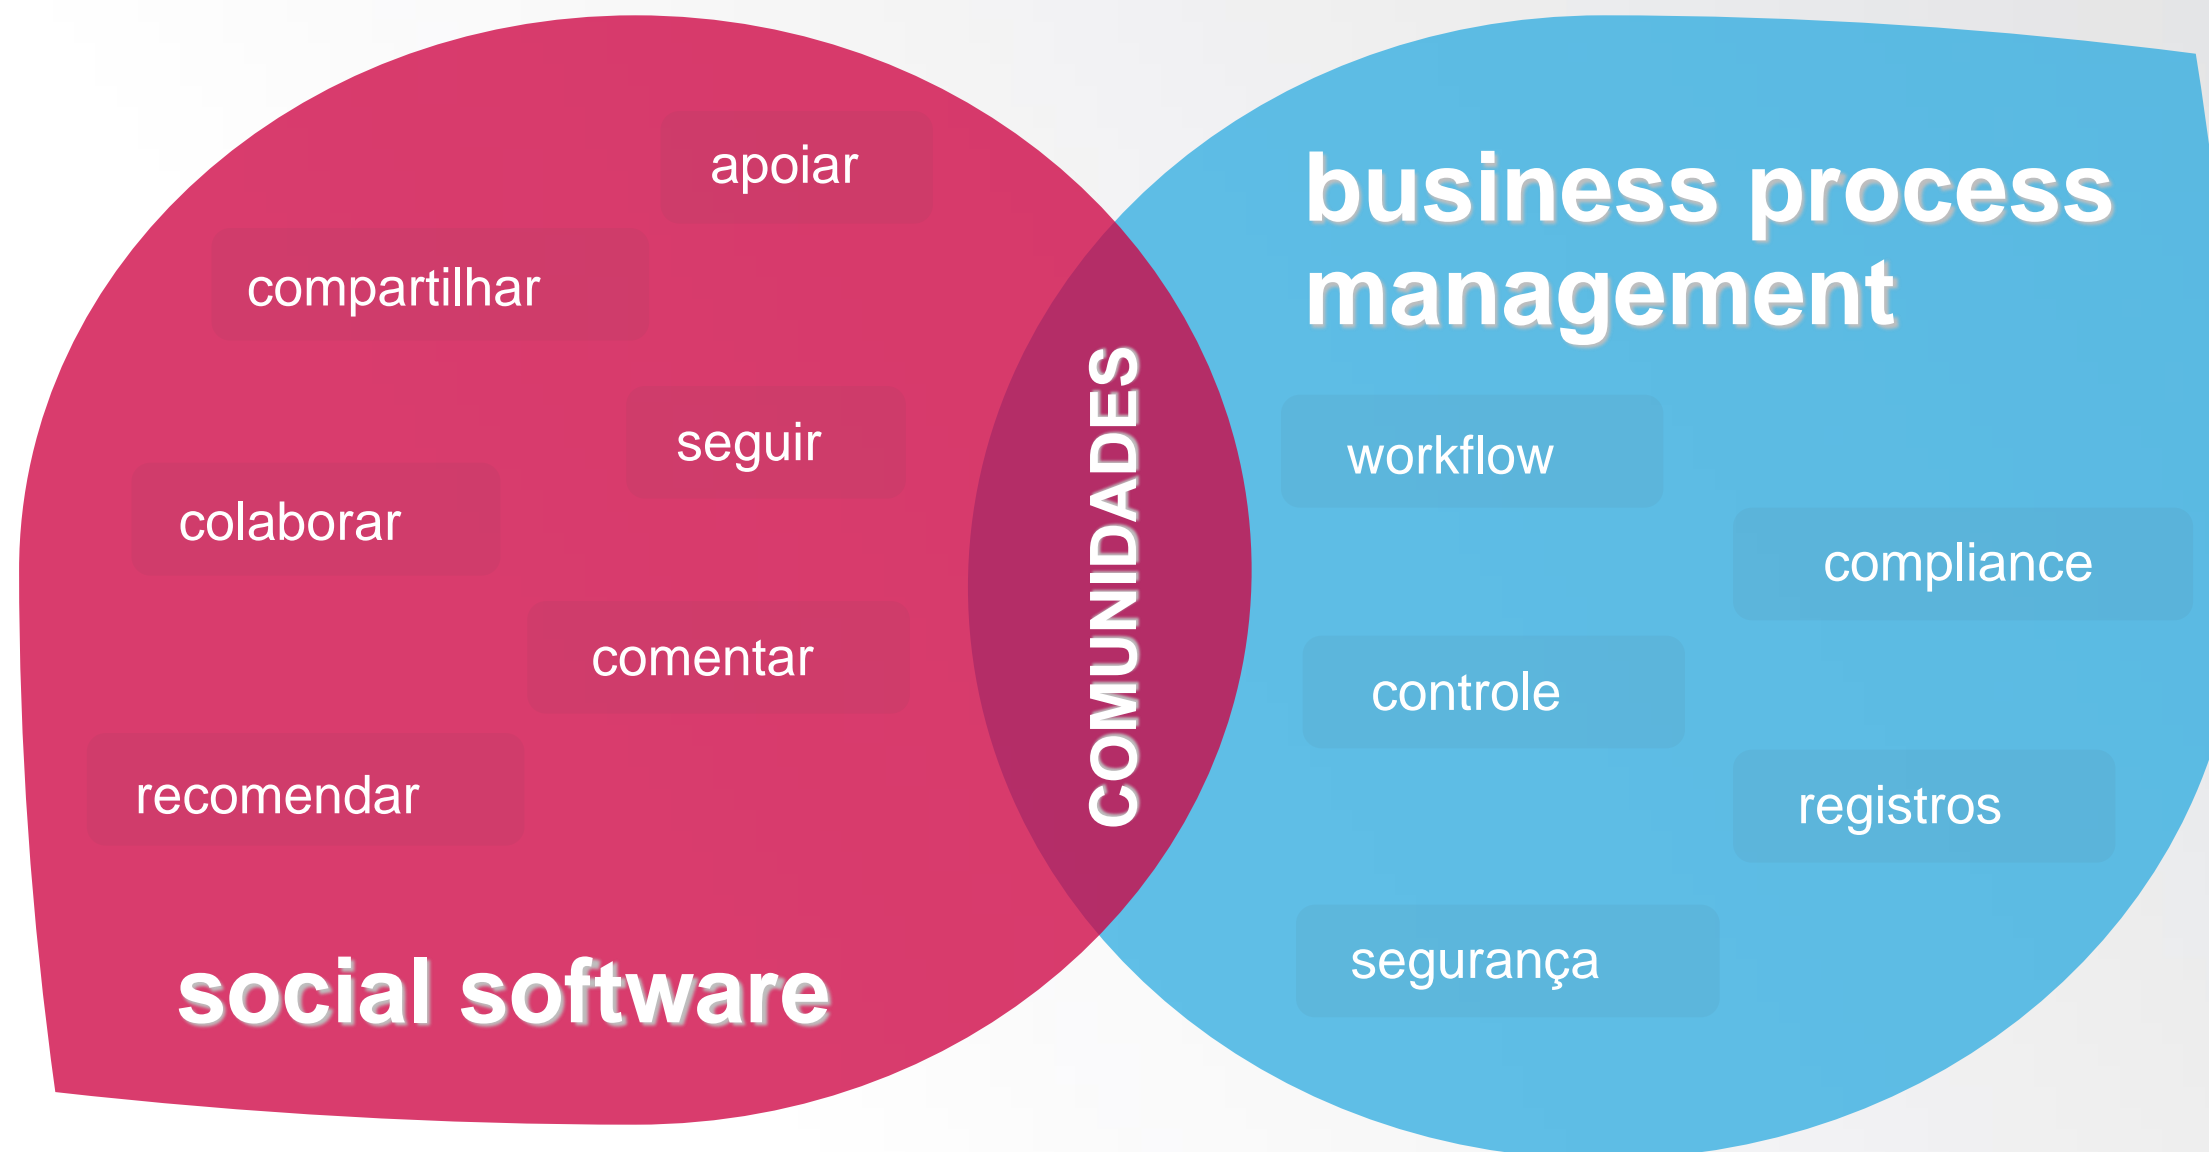 apoiar
compartilhar
seguir
colaborar
comentar
recomendar
social software
COMUNIDADES
business process
management
workflow
compliance
controle
registros
segurança